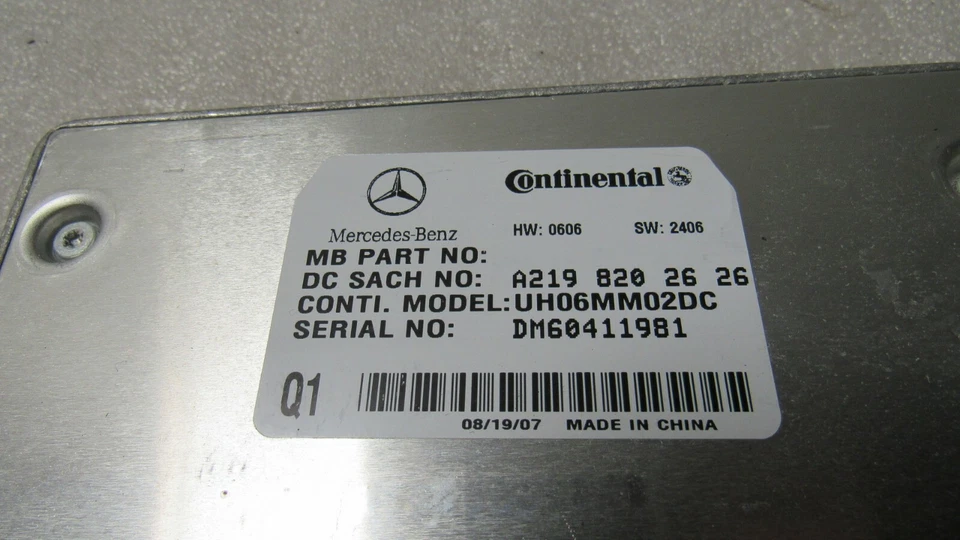 Continental
Mercedes-Benz
HW: 0606 SW: 2406
MB PART NO:
DC SACH NO: A219 820 26 26
CONTI. MODEL: UH06MM02DC
SERIAL NO: DM60411981
Q1
08/19/07 MADE IN CHINA